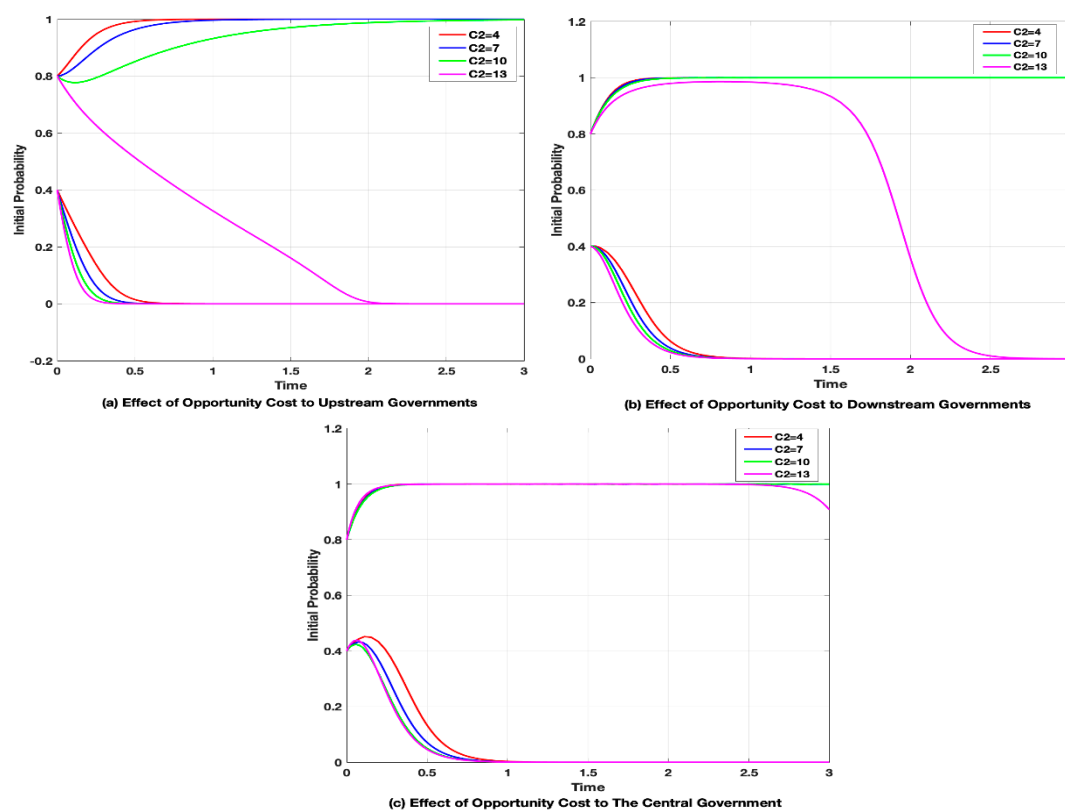 1
0.8
0.6
0.4
0.2
0
-0.2
Initial Probability
C2=4
C2=7
C2=10
C2=13
0 0.5 1 1.5 2 2.5 3
Time
(a) Effect of Opportunity Cost to Upstream Governments
1.2
1
0.8
0.6
0.4
0.2
0
Initial Probability
C2=4
C2=7
C2=10
C2=13
0 0.5 1 1.5 2 2.5
Time
(b) Effect of Opportunity Cost to Downstream Governments
1.2
1
0.8
0.6
0.4
0.2
0
Initial Probability
C2=4
C2=7
C2=10
C2=13
0 0.5 1 1.5 2 2.5 3
Time
(c) Effect of Opportunity Cost to The Central Government